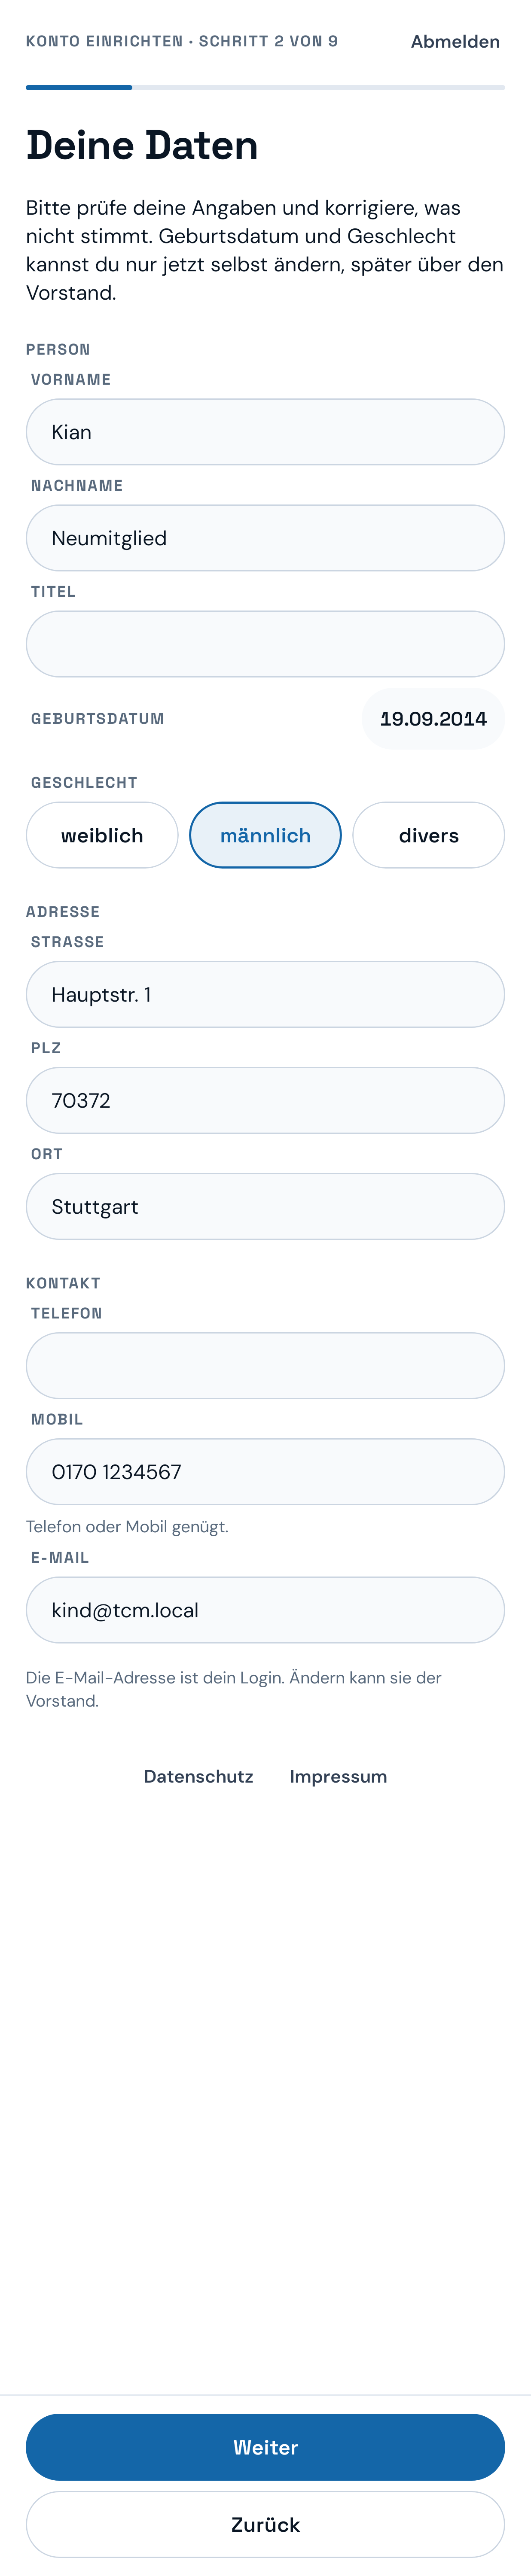 KONTO EINRICHTEN · SCHRITT 2 VON 9
Abmelden
Deine Daten
Bitte prüfe deine Angaben und korrigiere, was
nicht stimmt. Geburtsdatum und Geschlecht
kannst du nur jetzt selbst ändern, später über den
Vorstand.
PERSON
VORNAME
Kian
NACHNAME
Neumitglied
TITEL
GEBURTSDATUM
19.09.2014
GESCHLECHT
weiblich
männlich
divers
ADRESSE
STRASSE
Hauptstr. 1
PLZ
70372
ORT
Stuttgart
KONTAKT
TELEFON
MOBIL
0170 1234567
Telefon oder Mobil genügt.
E-MAIL
kind@tcm.local
Die E-Mail-Adresse ist dein Login. Ändern kann sie der
Vorstand.
Datenschutz
Impressum
Weiter
Zurück